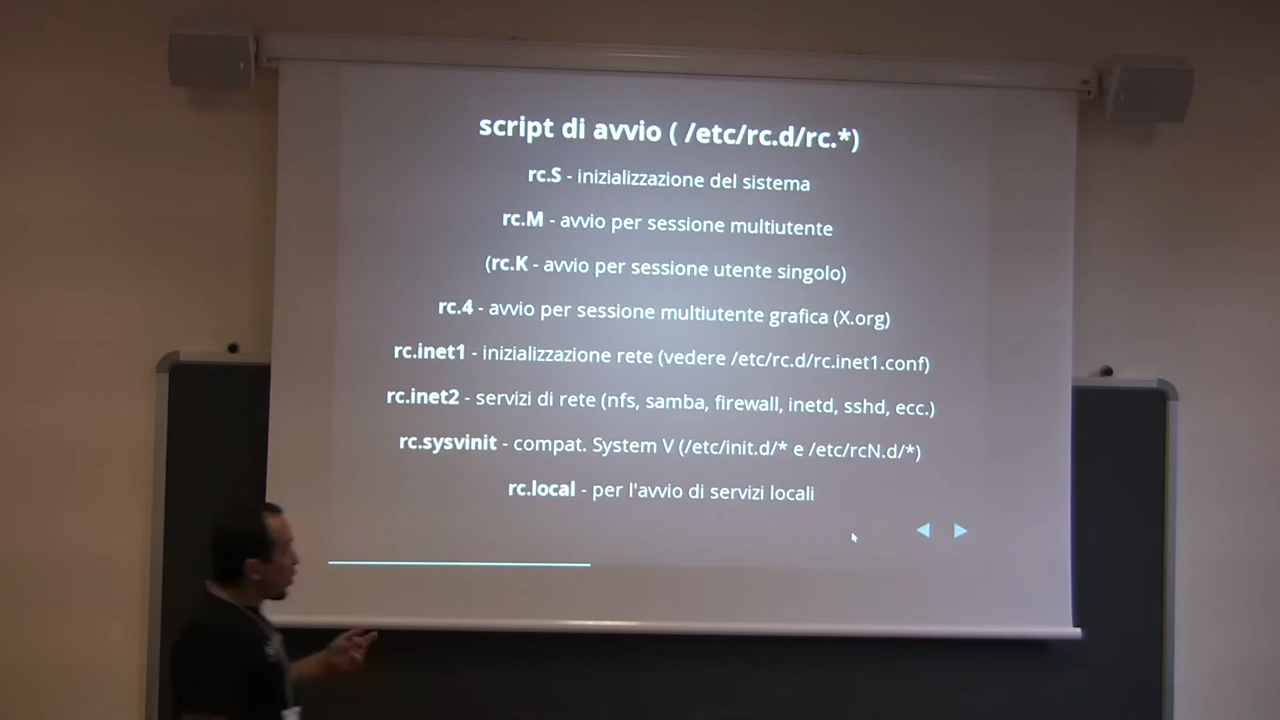 script di avvio ( /etc/rc.d/rc.*)
rc.S - inizializzazione del sistema
rc.M - avvio per sessione multiutente
(rc.K - avvio per sessione utente singolo)
rc.4 - avvio per sessione multiutente grafica (X.org)
rc.inet1 - inizializzazione rete (vedere /etc/rc.d/rc.inet1.conf)
rc.inet2 - servizi di rete (nfs, samba, firewall, inetd, sshd, ecc.)
rc.sysvinit - compat. System V (/etc/init.d/* e /etc/rcN.d/*)
rc.local - per l'avvio di servizi locali